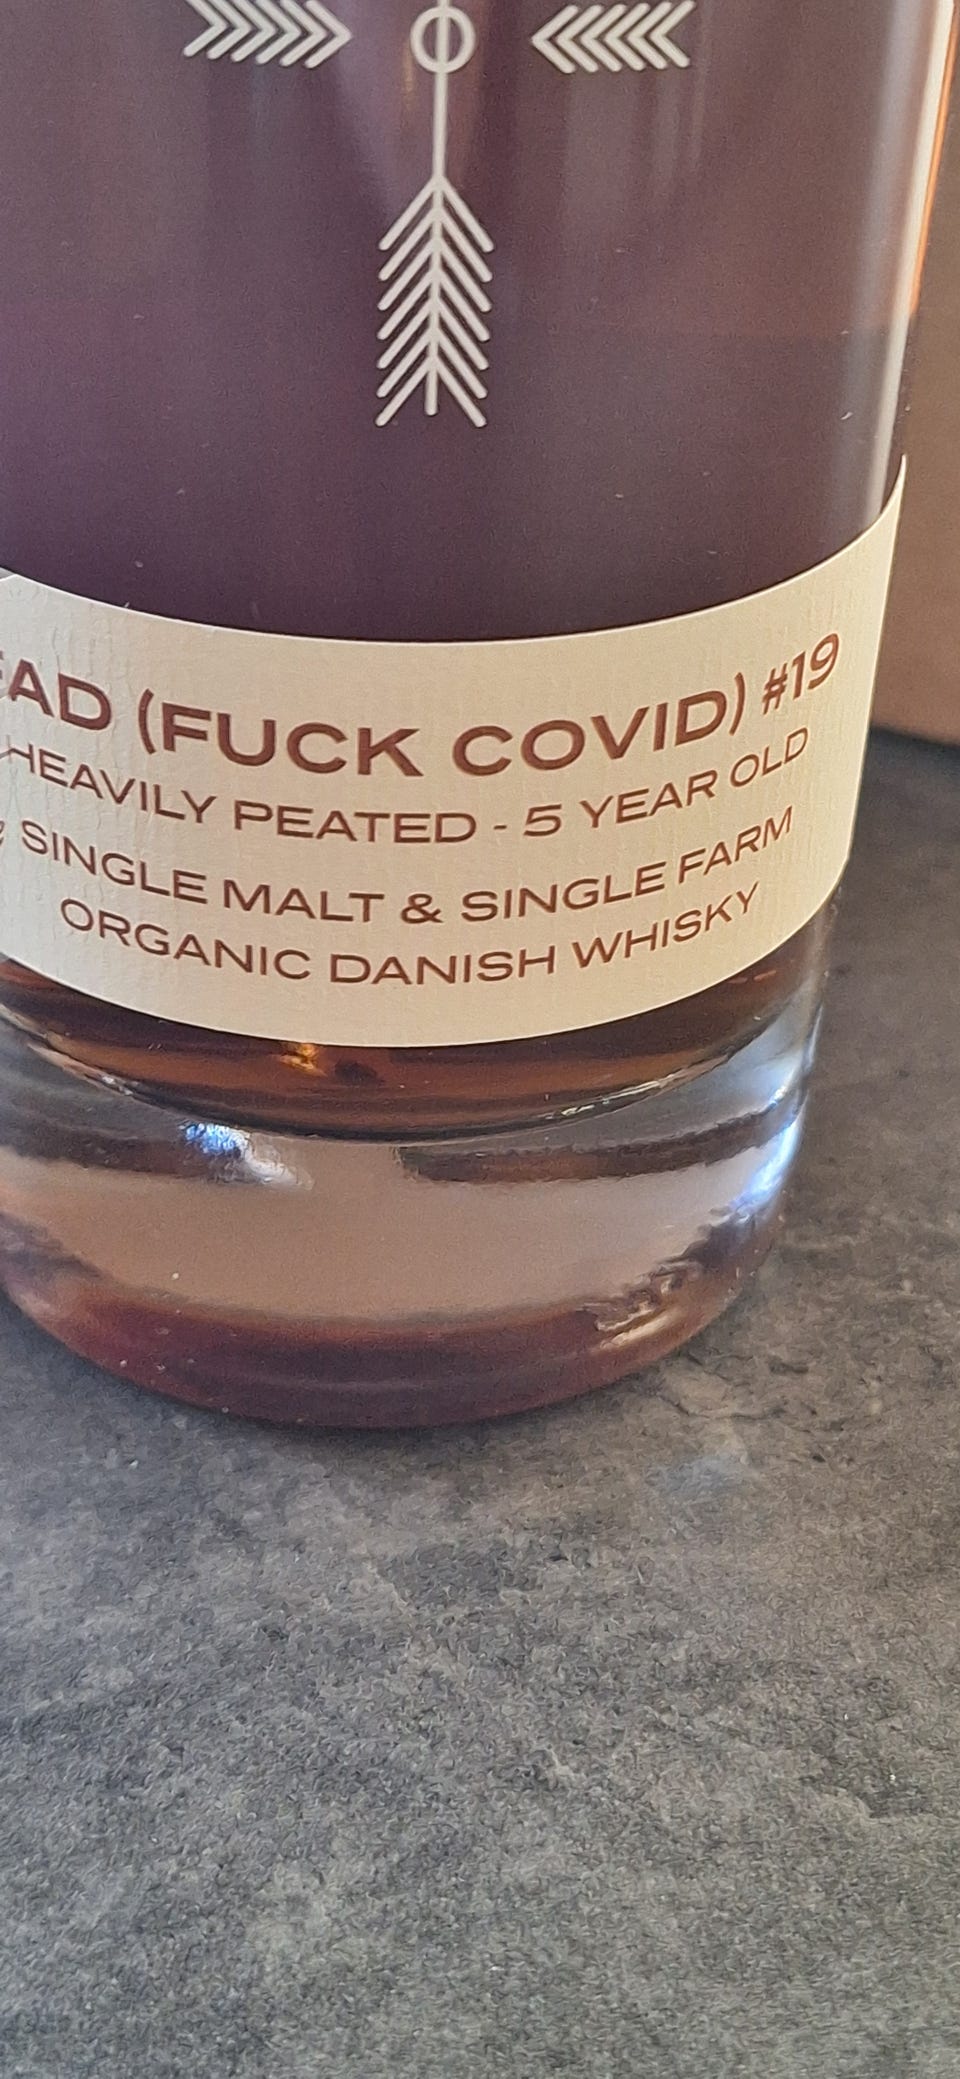 (FUCK COVID) #19
HEAVILY PEATED - 5 YEAR OLD
SINGLE MALT & SINGLE FARM
ORGANIC DANISH WHISKY